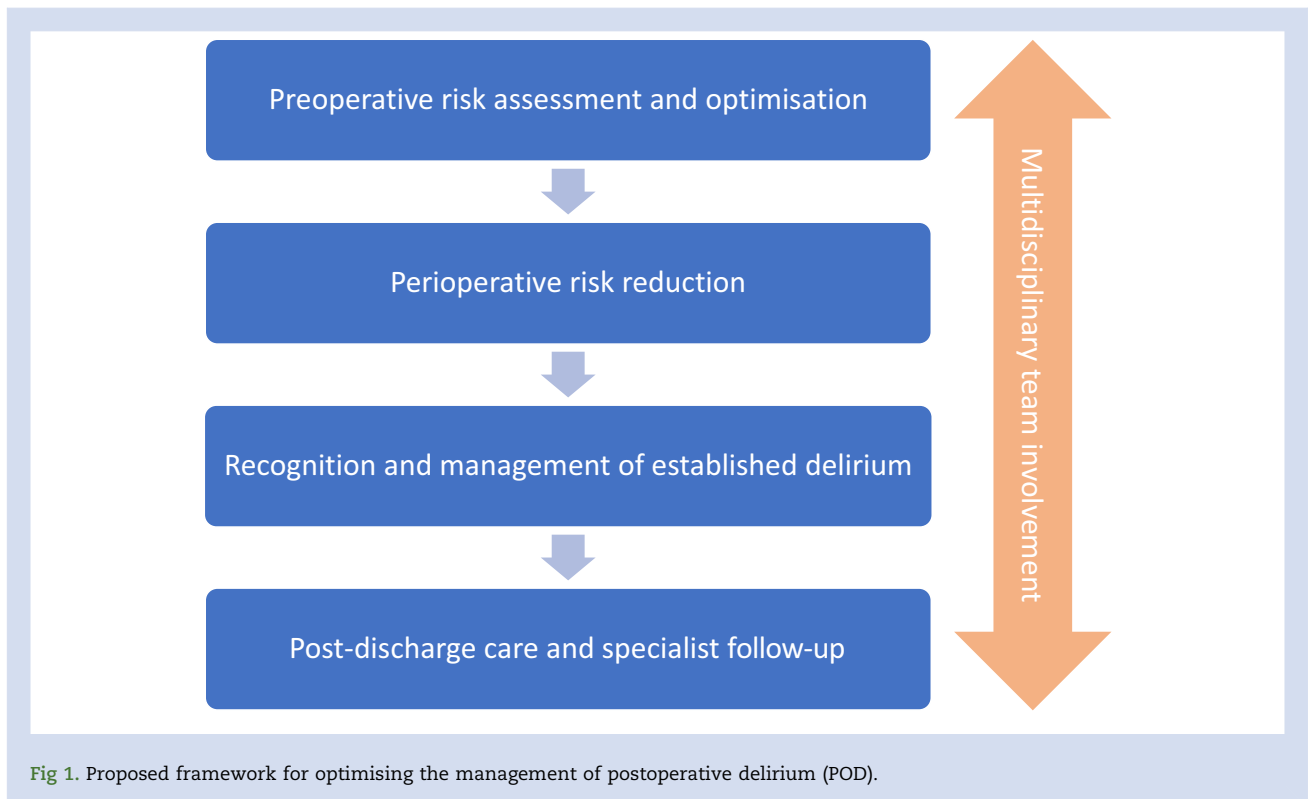 Preoperative risk assessment and optimisation
Perioperative risk reduction
Recognition and management of established delirium
Post-discharge care and specialist follow-up
Multidisciplinary team involvement
Fig 1. Proposed framework for optimising the management of postoperative delirium (POD).